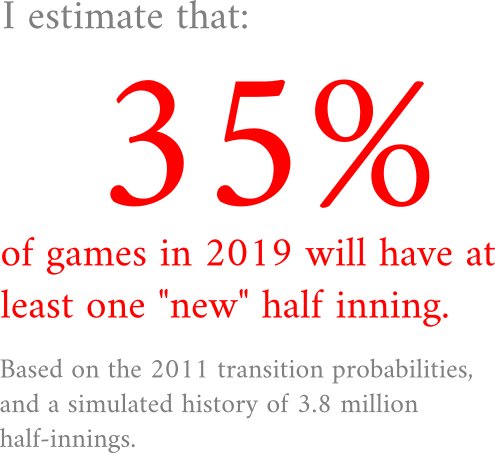 I estimate that:
35%
of games in 2019 will have at
least one "new" half inning.
Based on the 2011 transition probabilities,
and a simulated history of 3.8 million
half-innings.